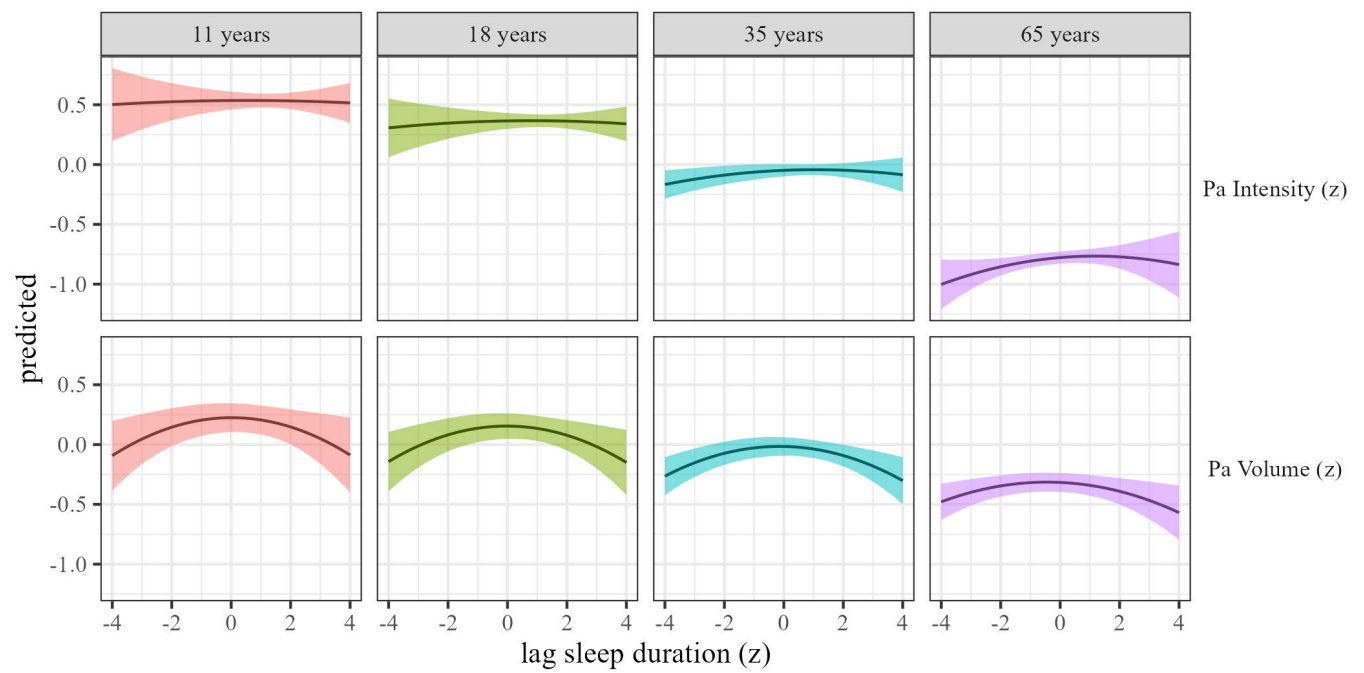 11 years 18 years 35 years 65 years
0.5
0.0
-0.5
-1.0
Pa Intensity (z)
predicted
0.5
0.0
-0.5
-1.0
Pa Volume (z)
-4 -2 0 2 4 -4 -2 0 2 4 -4 -2 0 2 4 -4 -2 0 2 4
lag sleep duration (z)